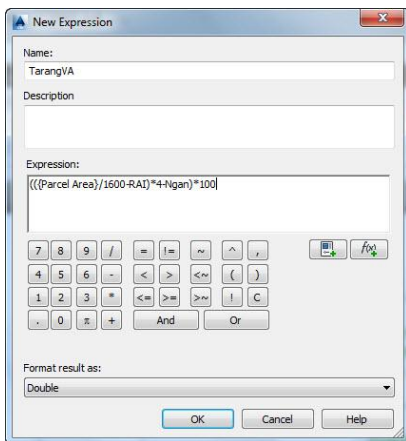 New Expression
Name:
TarangVA
Description
Expression:
(({Parcel Area}/1600-RAI)*4-Ngan)*100
7 8 9 / = != ~ ^ ,
4 5 6 - < > <~ ( )
1 2 3 * <= >= >~ ! C
. 0 π + And Or
f(x)
Format result as:
Double
OK Cancel Help